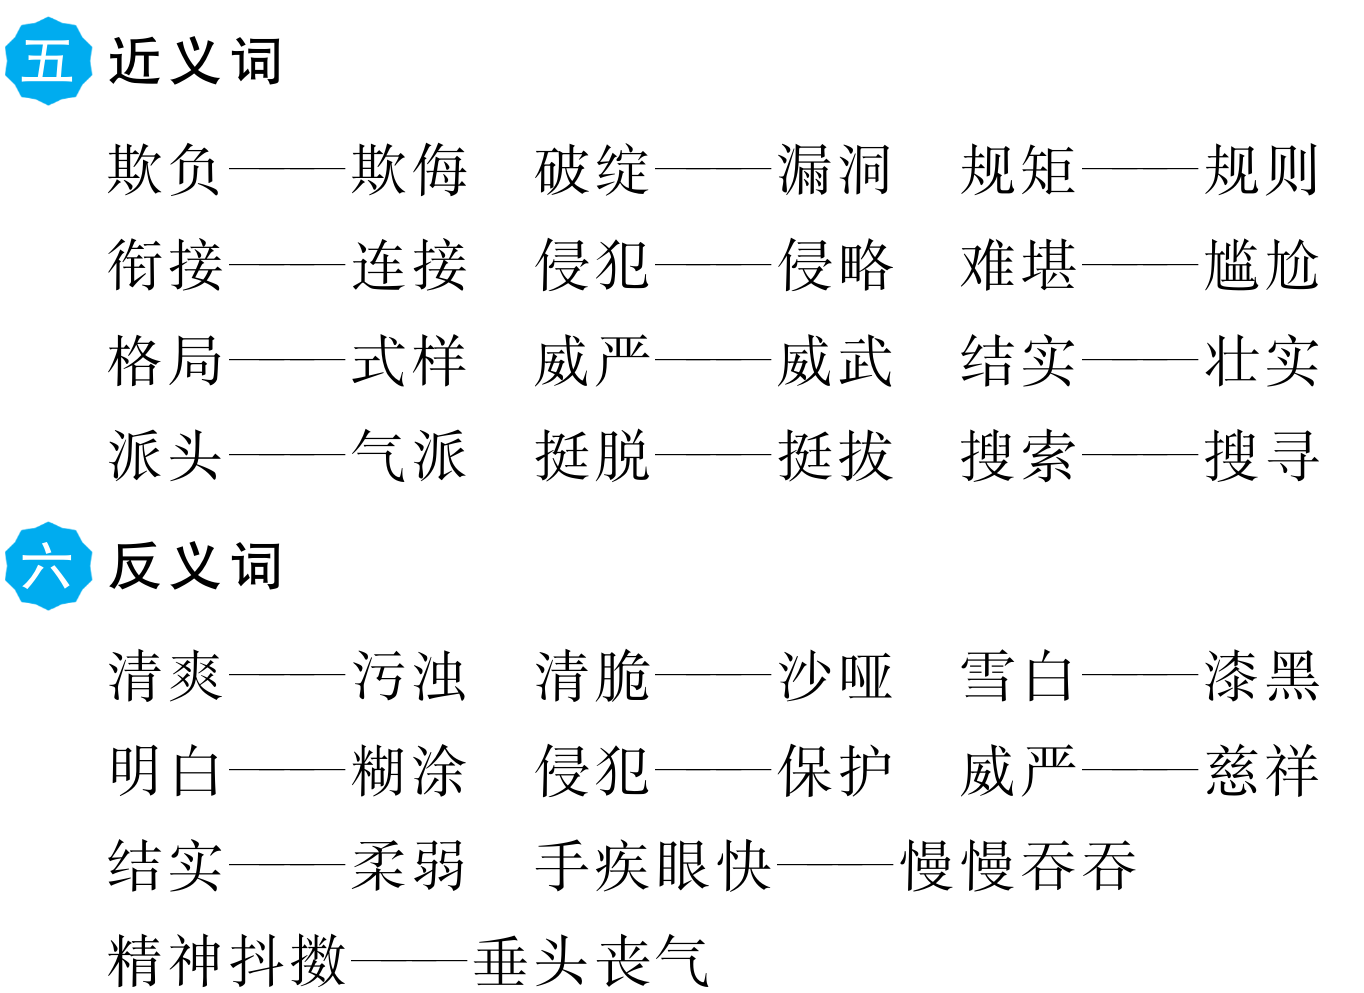 五 近义词
欺负——欺侮 破绽——漏洞 规矩——规则
衔接——连接 侵犯——侵略 难堪——尴尬
格局——式样 威严——威武 结实——壮实
派头——气派 挺脱——挺拔 搜索——搜寻
六 反义词
清爽——污浊 清脆——沙哑 雪白——漆黑
明白——糊涂 侵犯——保护 威严——慈祥
结实——柔弱 手疾眼快——慢慢吞吞
精神抖擞——垂头丧气